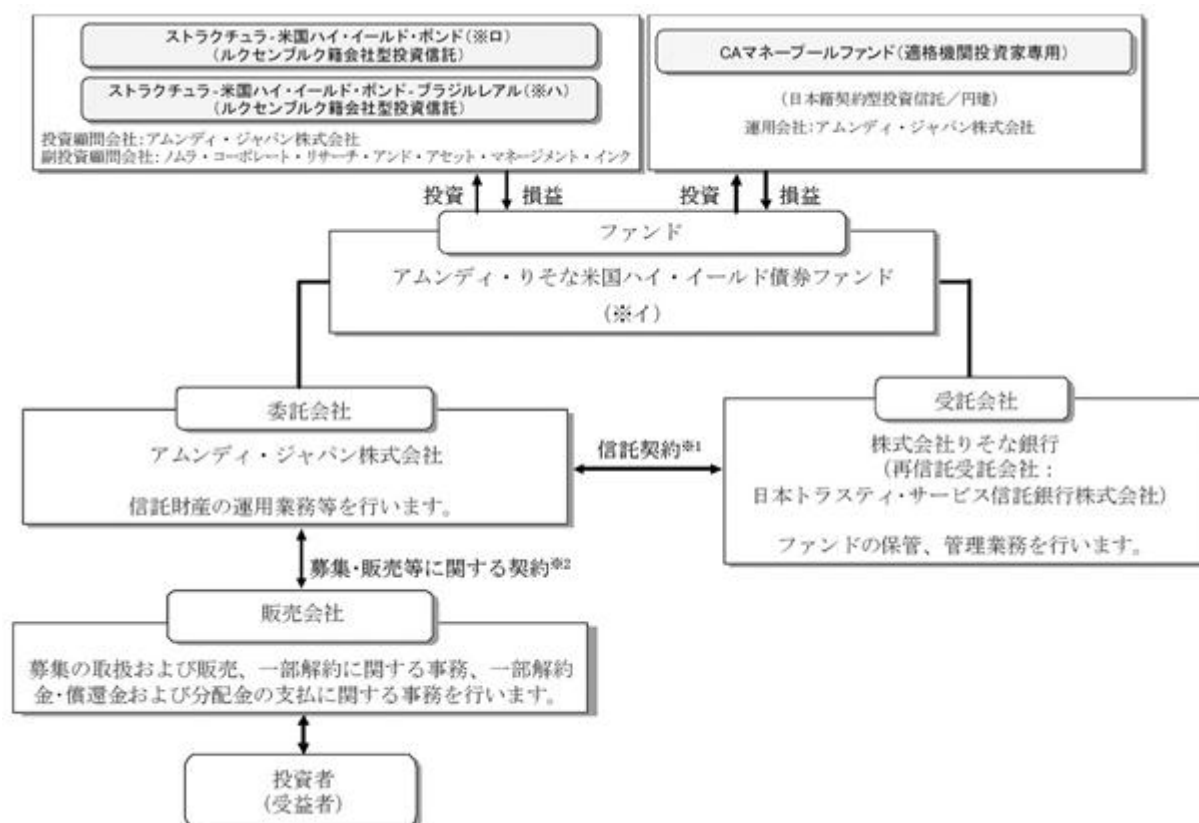 ストラクチュラ-米国ハイ・イールド・ボンド(※ロ)
(ルクセンブルク籍会社型投資信託)
ストラクチュラ-米国ハイ・イールド・ボンド-ブラジルレアル(※ハ)
(ルクセンブルク籍会社型投資信託)
投資顧問会社:アムンディ・ジャパン株式会社
副投資顧問会社:ノムラ・コーポレート・リサーチ・アンド・アセット・マネージメント・インク
CAマネープールファンド(適格機関投資家専用)
(日本籍契約型投資信託/円建)
運用会社:アムンディ・ジャパン株式会社
投資
損益
投資
損益
ファンド
アムンディ・りそな米国ハイ・イールド債券ファンド
(※イ)
委託会社
アムンディ・ジャパン株式会社
信託財産の運用業務等を行います。
信託契約※1
受託会社
株式会社りそな銀行
(再信託受託会社:
日本トラスティ・サービス信託銀行株式会社)
ファンドの保管、管理業務を行います。
募集・販売等に関する契約※2
販売会社
募集の取扱および販売、一部解約に関する事務、一部解約
金・償還金および分配金の支払に関する事務を行います。
投資者
(受益者)